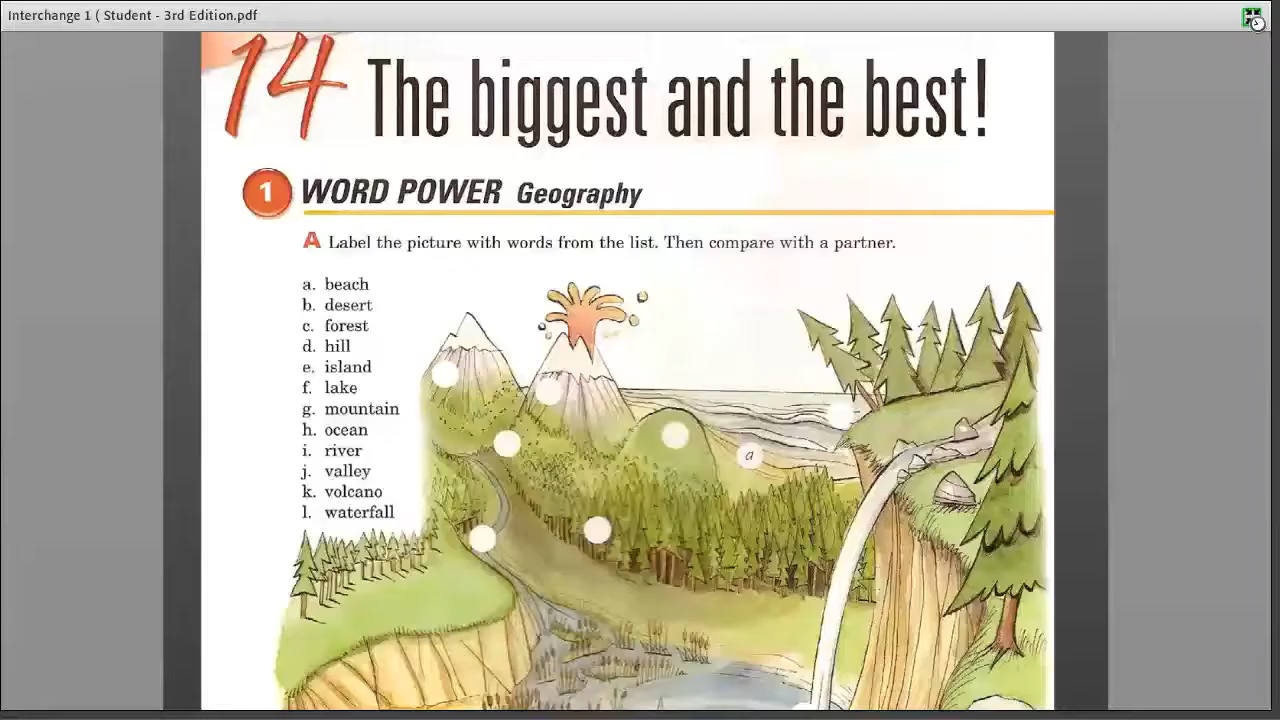 Interchange 1 ( Student - 3rd Edition.pdf
14 The biggest and the best!
1 WORD POWER Geography
A Label the picture with words from the list. Then compare with a partner.
a. beach
b. desert
c. forest
d. hill
e. island
f. lake
g. mountain
h. ocean
i. river
j. valley
k. volcano
l. waterfall
a